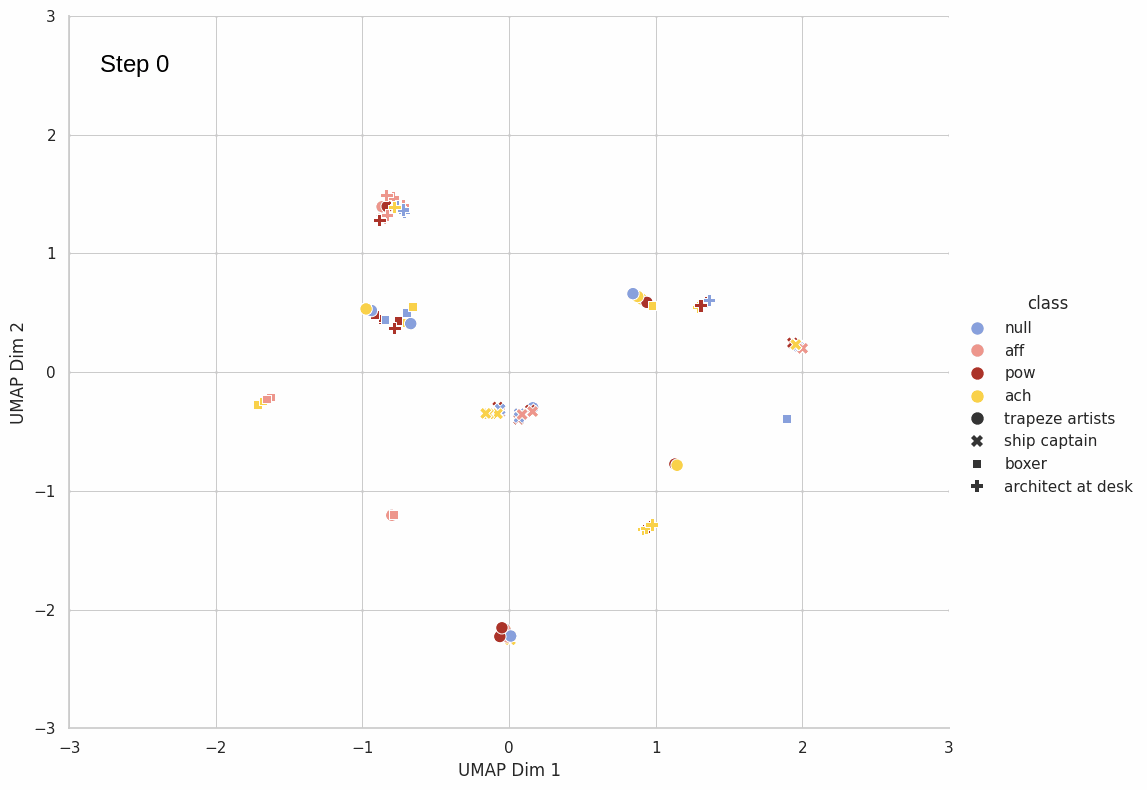 Step 0
3
2
1
0
−1
−2
−3
UMAP Dim 2
−3
−2
−1
0
1
2
3
UMAP Dim 1
class
null
aff
pow
ach
trapeze artists
ship captain
boxer
architect at desk